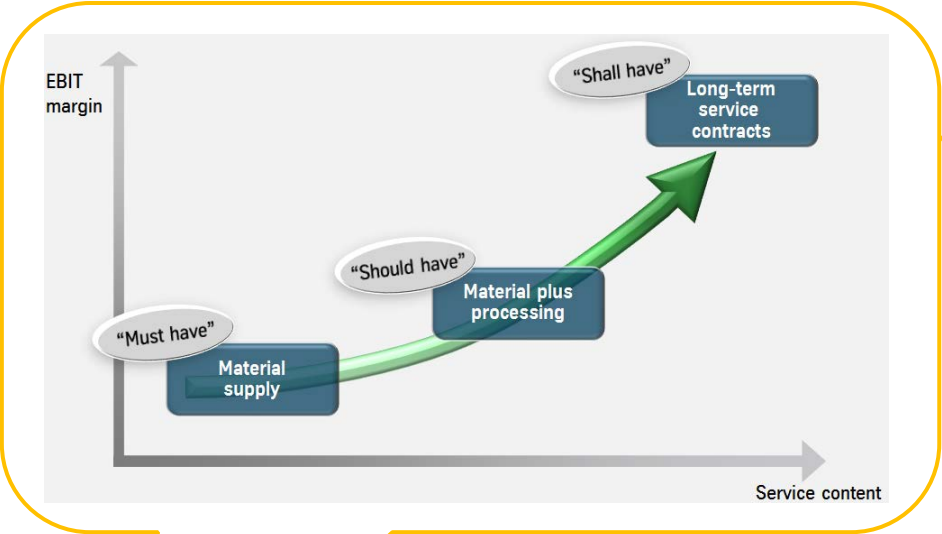 EBIT
margin
“Shall have”
Long-term
service
contracts
“Should have”
Material plus
processing
“Must have”
Material
supply
Service content